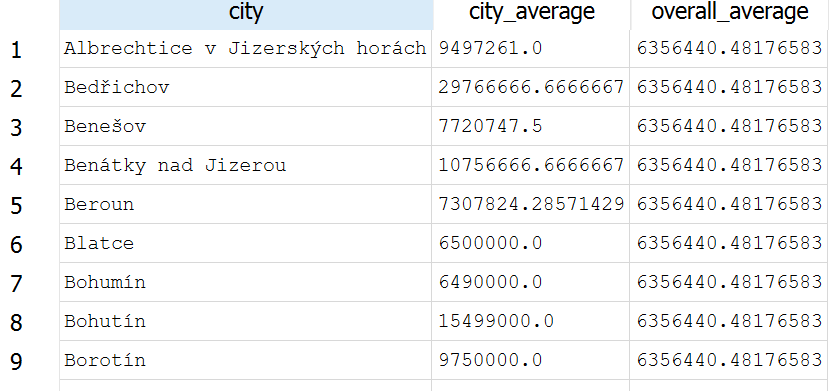 city city_average overall_average
1 Albrechtice v Jizerských horách 9497261.0 6356440.48176583
2 Bedřichov 29766666.6666667 6356440.48176583
3 Benešov 7720747.5 6356440.48176583
4 Benátky nad Jizerou 10756666.6666667 6356440.48176583
5 Beroun 7307824.28571429 6356440.48176583
6 Blatce 6500000.0 6356440.48176583
7 Bohumín 6490000.0 6356440.48176583
8 Bohutín 15499000.0 6356440.48176583
9 Borotín 9750000.0 6356440.48176583